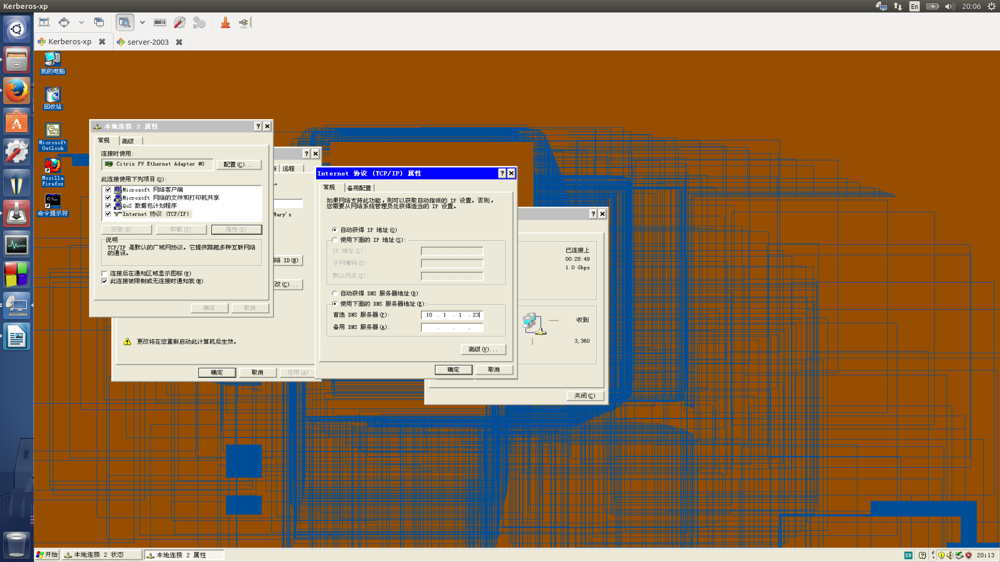 Kerberos-xp
En
20:06
Kerberos-xp
server-2003
我的电脑
回收站
Microsoft
Outlook
Mozilla
Firefox
命令提示符
本地连接 2 属性
常规
高级
连接时使用:
Citrix PV Ethernet Adapter #0
配置(C)...
此连接使用下列项目(O):
Microsoft 网络客户端
Microsoft 网络的文件和打印机共享
QoS 数据包计划程序
Internet 协议 (TCP/IP)
安装(N)...
卸载(U)
属性(R)
说明
TCP/IP 是默认的广域网协议。它提供跨越多种互联网络
的通讯。
连接后在通知区域显示图标(W)
此连接被限制或无连接时通知我(M)
确定
取消
远程
Mary's
络 ID(N)
改(C)...
更改将在您重新启动此计算机后生效。
确定
取消
应用(A)
Internet 协议 (TCP/IP) 属性
常规
备用配置
如果网络支持此功能，则可以获取自动指派的 IP 设置。否则，
您需要从网络系统管理员处获得适当的 IP 设置。
自动获得 IP 地址(O)
使用下面的 IP 地址(S):
IP 地址(I):
子网掩码(U):
默认网关(D):
自动获得 DNS 服务器地址(B)
使用下面的 DNS 服务器地址(E):
首选 DNS 服务器(P):
10 . 1 . 1 . 23
备用 DNS 服务器(A):
高级(V)...
确定
取消
已连接上
00:28:49
1.0 Gbps
收到
3,360
关闭(C)
开始
本地连接 2 状态
本地连接 2 属性
EN
20:13